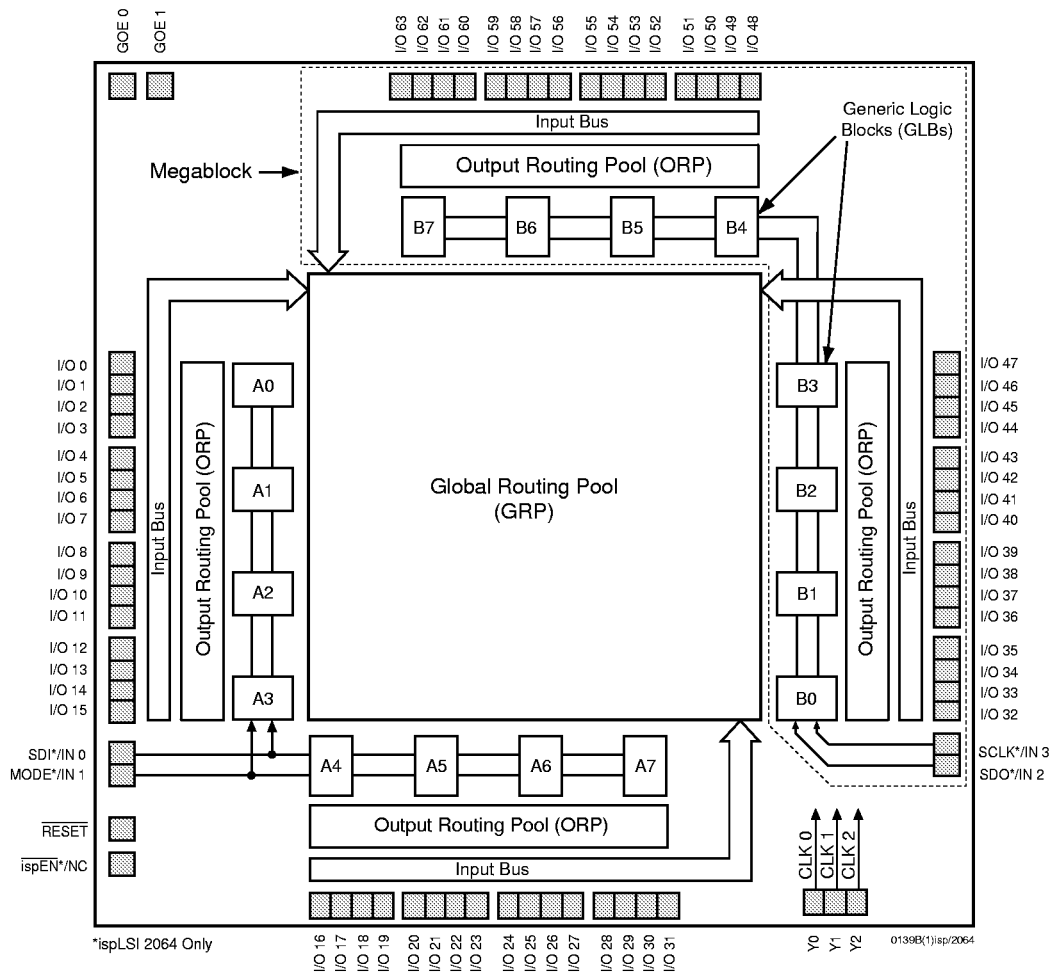 GOE 0
GOE 1
I/O 63
I/O 62
I/O 61
I/O 60
I/O 59
I/O 58
I/O 57
I/O 56
I/O 55
I/O 54
I/O 53
I/O 52
I/O 51
I/O 50
I/O 49
I/O 48
Input Bus
Generic Logic
Blocks (GLBs)
Megablock
Output Routing Pool (ORP)
B7
B6
B5
B4
I/O 0
I/O 1
I/O 2
I/O 3
I/O 4
I/O 5
I/O 6
I/O 7
I/O 8
I/O 9
I/O 10
I/O 11
I/O 12
I/O 13
I/O 14
I/O 15
Input Bus
Output Routing Pool (ORP)
A0
A1
A2
A3
Global Routing Pool
(GRP)
B3
B2
B1
B0
Output Routing Pool (ORP)
Input Bus
I/O 47
I/O 46
I/O 45
I/O 44
I/O 43
I/O 42
I/O 41
I/O 40
I/O 39
I/O 38
I/O 37
I/O 36
I/O 35
I/O 34
I/O 33
I/O 32
SDI*/IN 0
MODE*/IN 1
A4
A5
A6
A7
SCLK*/IN 3
SDO*/IN 2
RESET
ispEN*/NC
Output Routing Pool (ORP)
Input Bus
CLK 0
CLK 1
CLK 2
*ispLSI 2064 Only
I/O 16
I/O 17
I/O 18
I/O 19
I/O 20
I/O 21
I/O 22
I/O 23
I/O 24
I/O 25
I/O 26
I/O 27
I/O 28
I/O 29
I/O 30
I/O 31
Y0
Y1
Y2
0139B(1)isp/2064